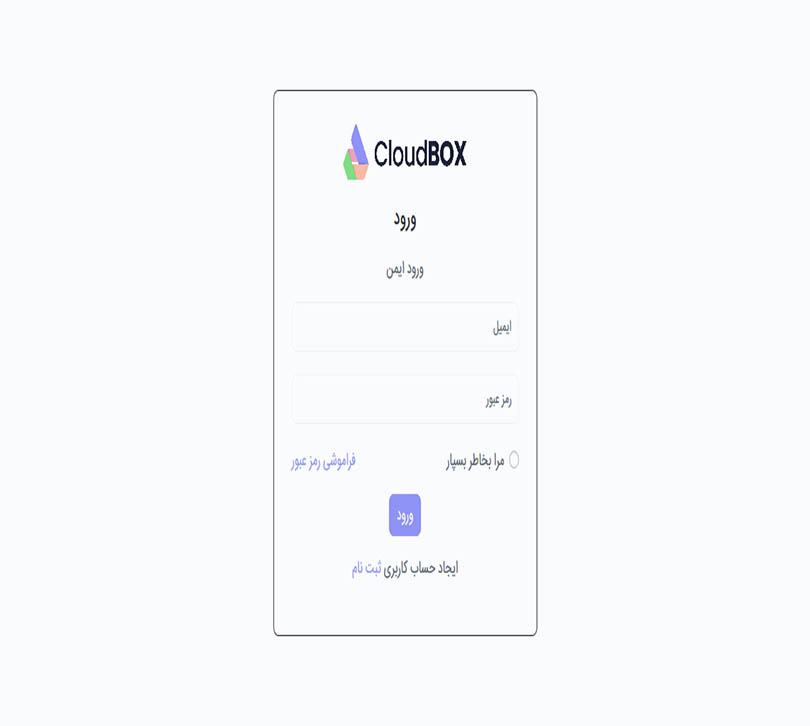 CloudBOX
ورود
ورود ایمن
ایمیل
رمز عبور
مرا بخاطر بسپار فراموشی رمز عبور
ورود
ایجاد حساب کاربری ثبت نام